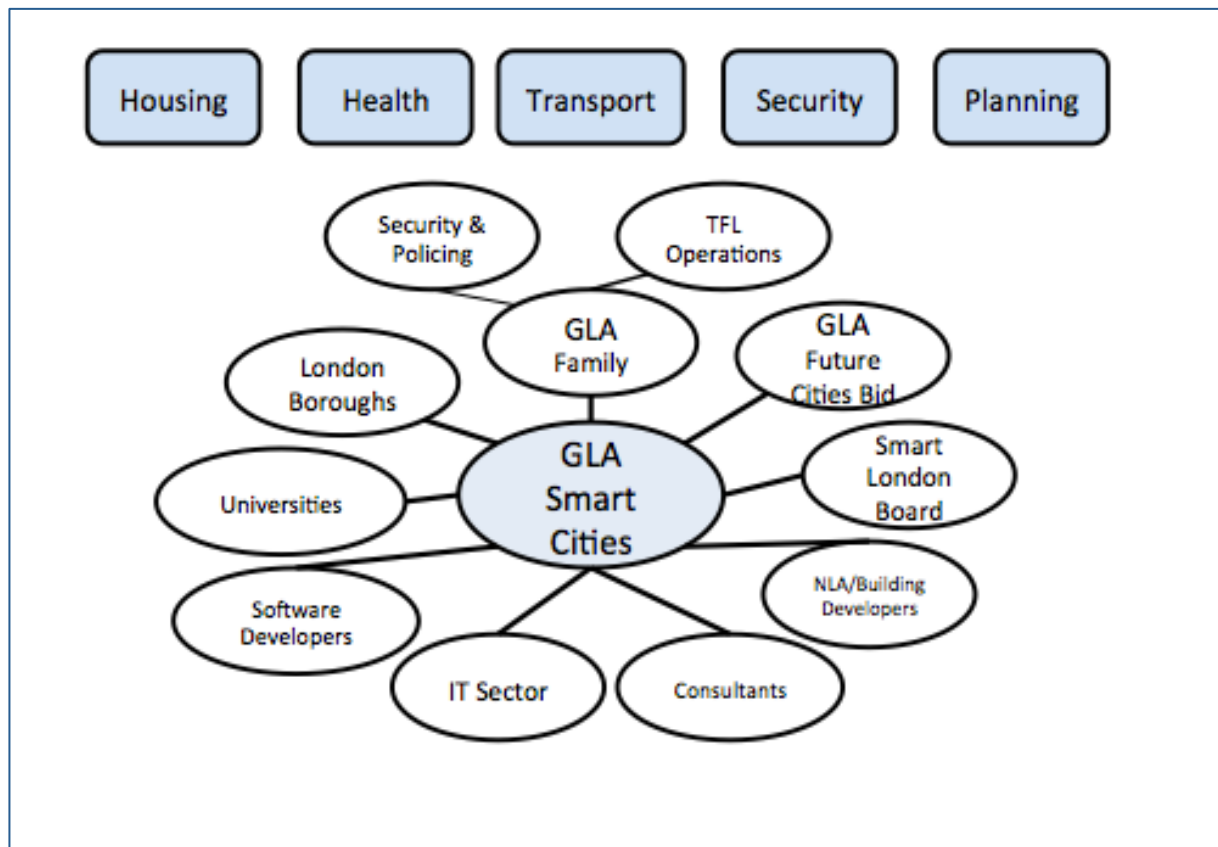 Housing
Health
Transport
Security
Planning
Security &
Policing
TFL
Operations
GLA
Family
GLA
Future
Cities Bid
London
Boroughs
GLA
Smart
Cities
Smart
London
Board
Universities
NLA/Building
Developers
Software
Developers
IT Sector
Consultants